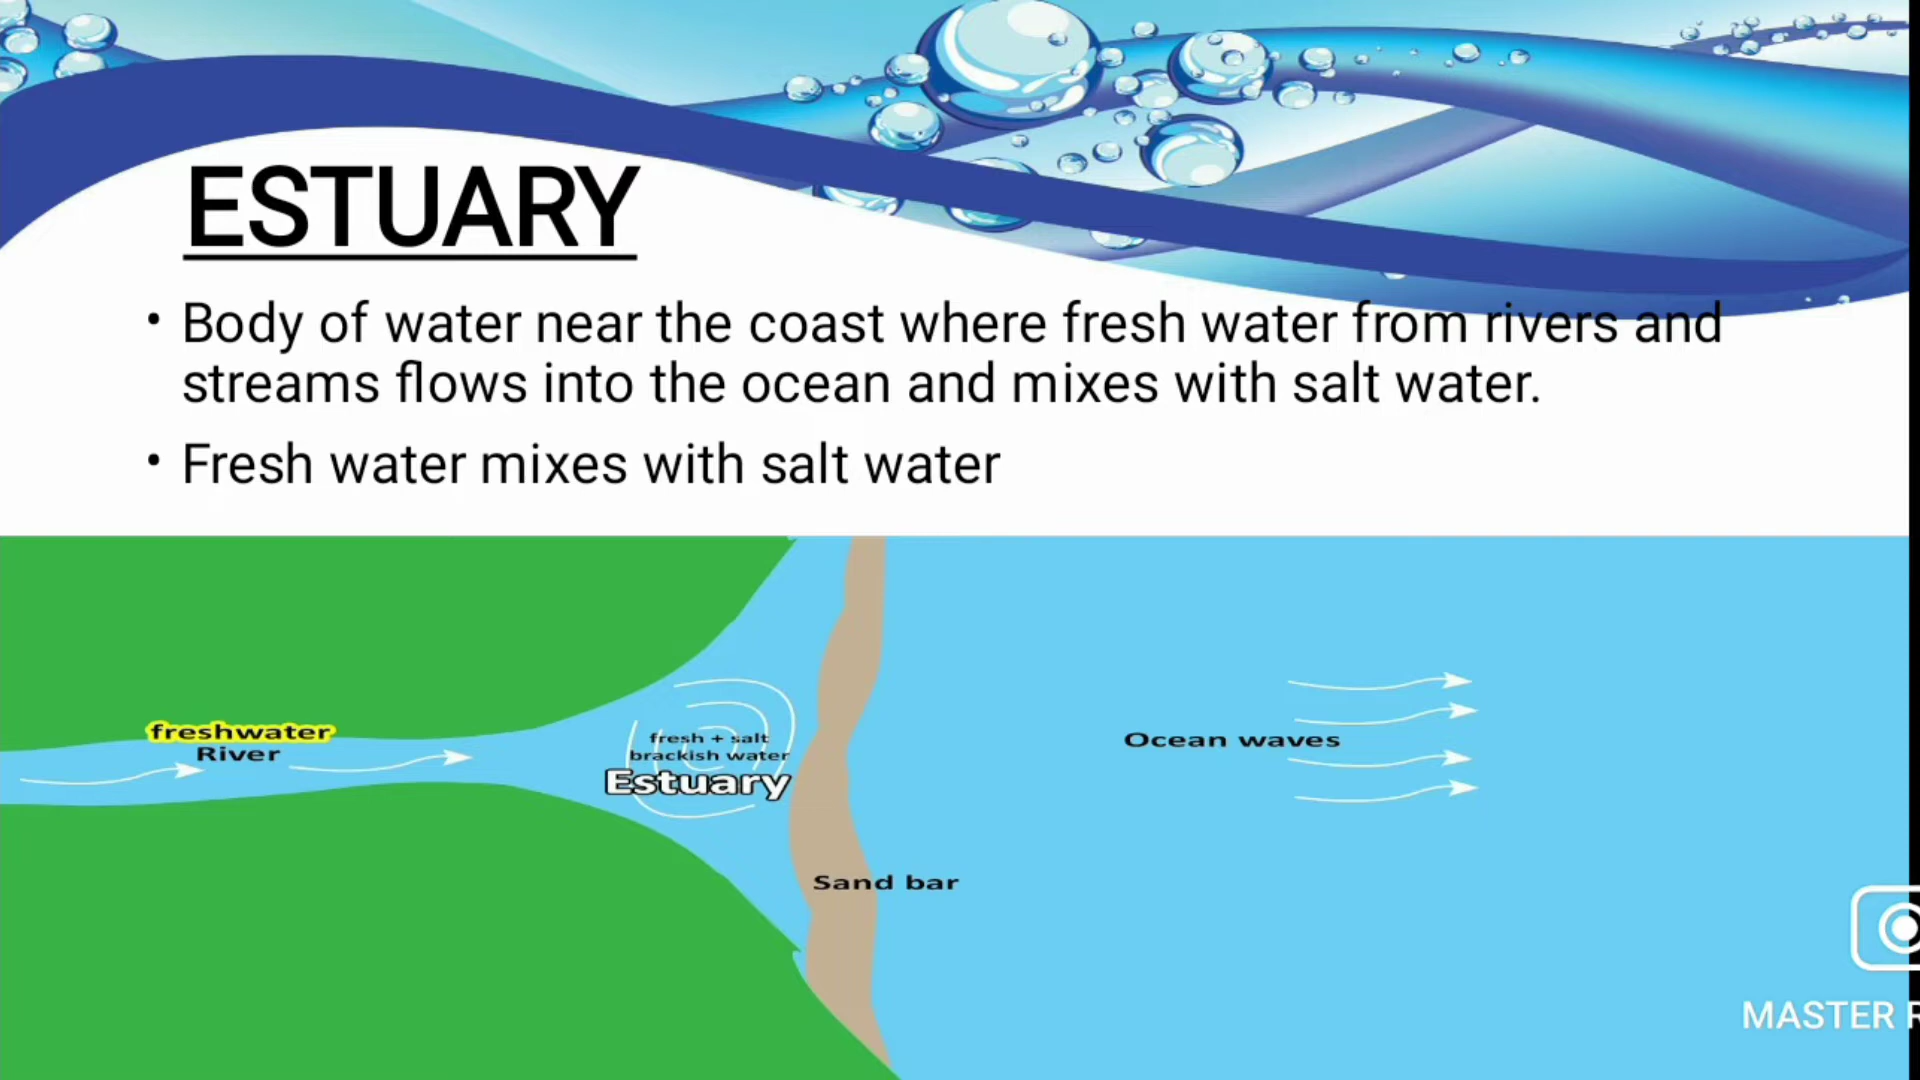 ESTUARY
• Body of water near the coast where fresh water from rivers and
streams flows into the ocean and mixes with salt water.
• Fresh water mixes with salt water
freshwater
River
fresh + salt
brackish water
Estuary
Ocean waves
Sand bar
MASTER